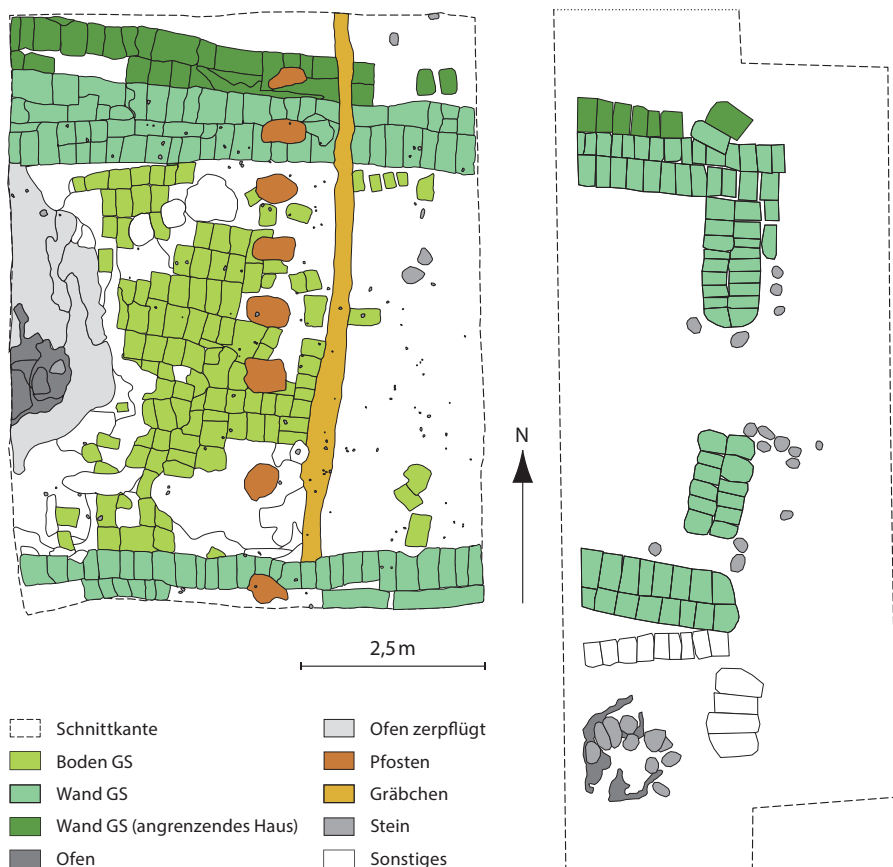 N
2,5 m
Schnittkante
Boden GS
Wand GS
Wand GS (angrenzendes Haus)
Ofen
Ofen zerpflügt
Pfosten
Gräbchen
Stein
Sonstiges